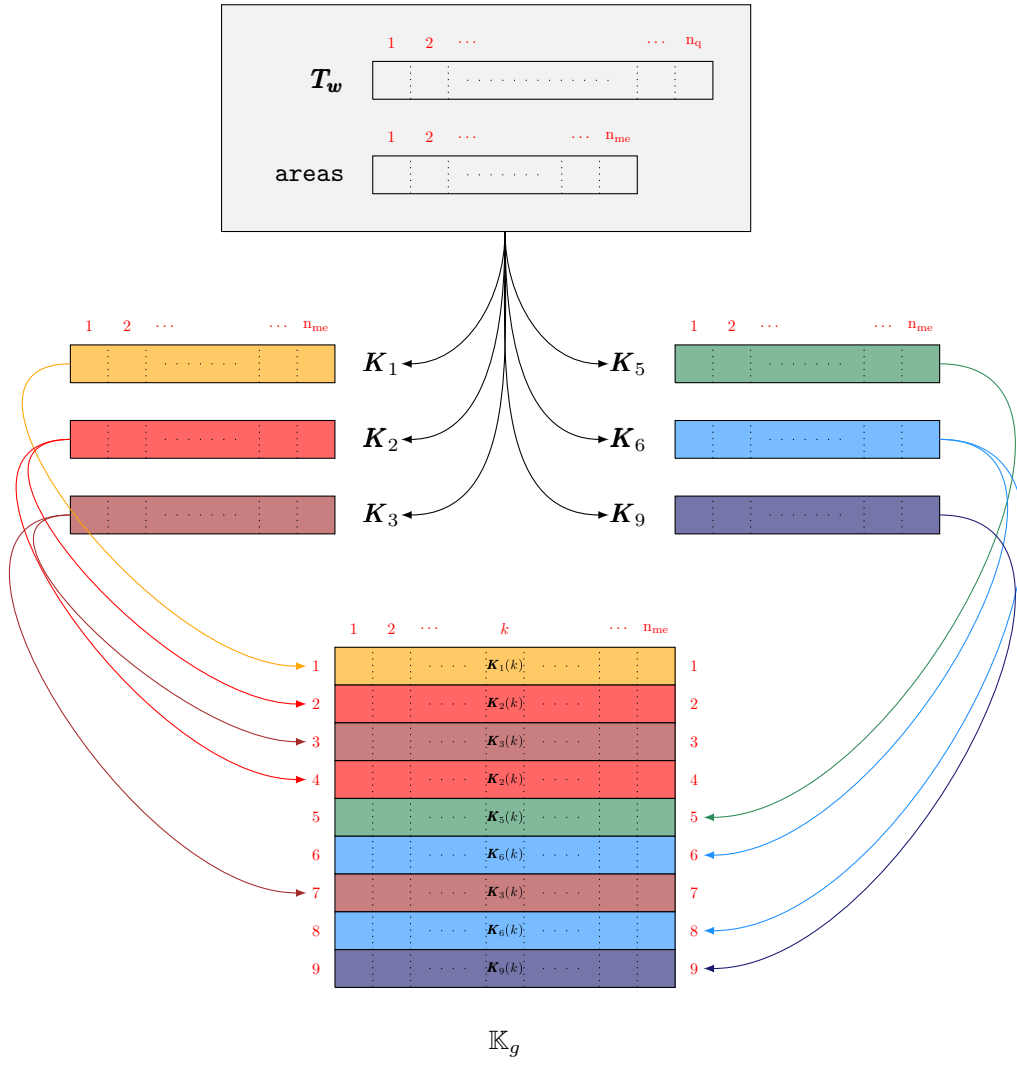 1 2 ··· ··· n_q
T_w
1 2 ··· ··· n_me
areas
1 2 ··· ··· n_me 1 2 ··· ··· n_me
K_1 K_5
K_2 K_6
K_3 K_9
1 2 ··· k ··· n_me
1 K_1(k) 1
2 K_2(k) 2
3 K_3(k) 3
4 K_2(k) 4
5 K_5(k) 5
6 K_6(k) 6
7 K_3(k) 7
8 K_6(k) 8
9 K_9(k) 9
𝕂_g